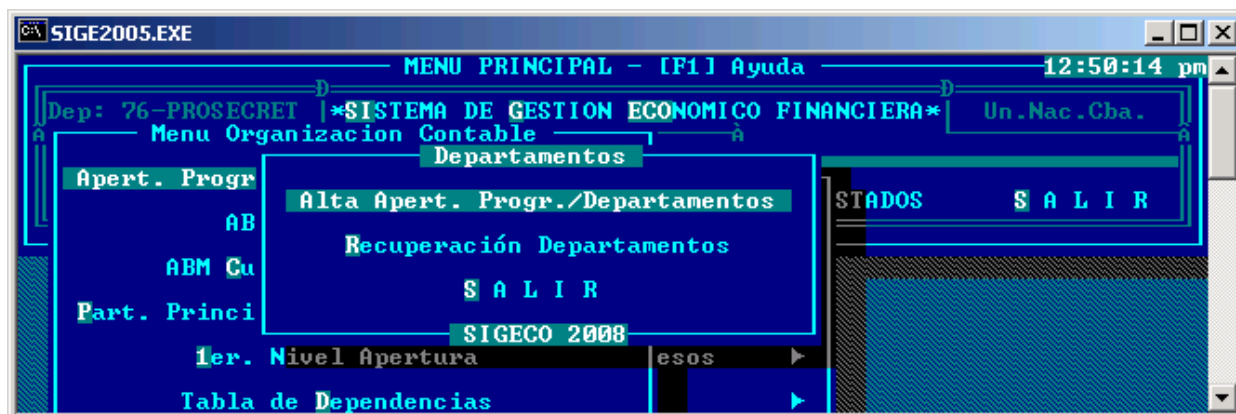 SIGE2005.EXE
MENU PRINCIPAL - [F1] Ayuda 12:50:14 pm
Dep: 76-PROSECRET *SISTEMA DE GESTION ECONOMICO FINANCIERA* Un.Nac.Cba.
Menu Organizacion Contable
Departamentos
Apert. Progr
Alta Apert. Progr./Departamentos
STADOS S A L I R
AB
Recuperación Departamentos
ABM Cu
S A L I R
Part. Princi
SIGECO 2008
1er. Nivel Apertura esos
Tabla de Dependencias